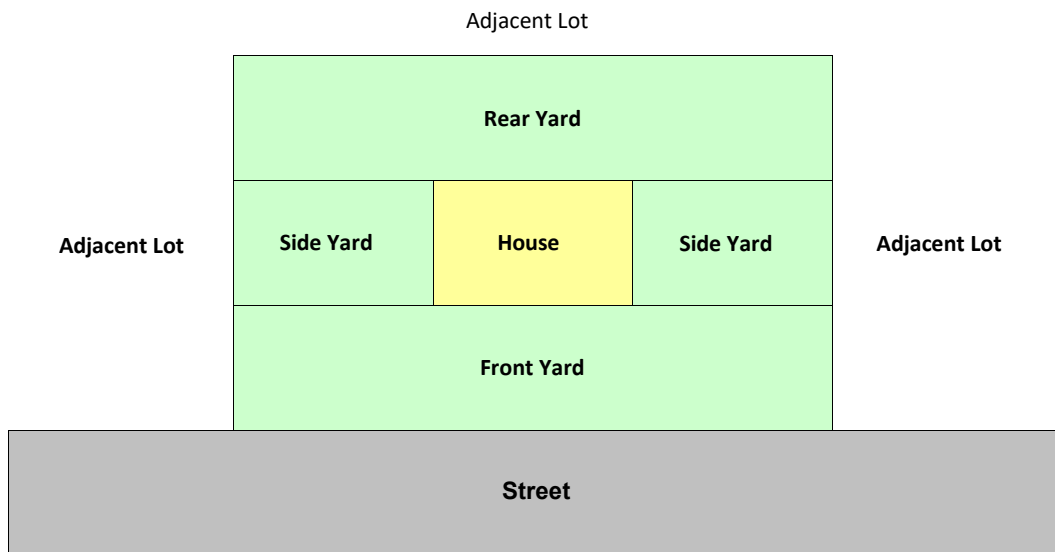 Adjacent Lot
Rear Yard
Adjacent Lot
Side Yard
House
Side Yard
Adjacent Lot
Front Yard
Street